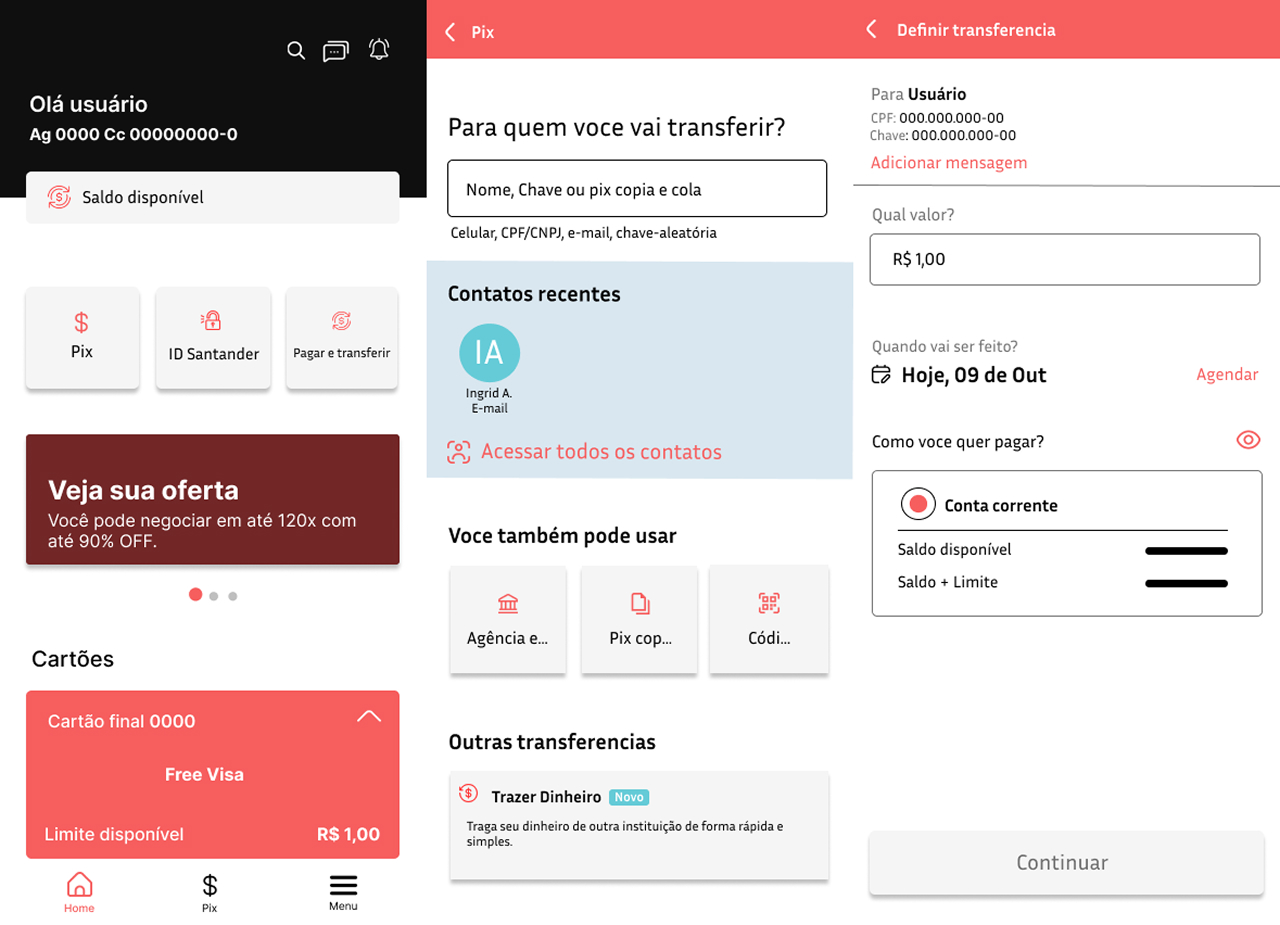 Olá usuário
Ag 0000 Cc 00000000-0
Saldo disponível
$
Pix
ID Santander
$
Pagar e transferir
Veja sua oferta
Você pode negociar em até 120x com
até 90% OFF.
Cartões
Cartão final 0000
Free Visa
Limite disponível R$ 1,00
Home
$
Pix
Menu
Pix
Para quem voce vai transferir?
Nome, Chave ou pix copia e cola
Celular, CPF/CNPJ, e-mail, chave-aleatória
Contatos recentes
IA
Ingrid A.
E-mail
Acessar todos os contatos
Voce também pode usar
Agência e...
Pix cop...
Códi...
Outras transferencias
Trazer Dinheiro Novo
Traga seu dinheiro de outra instituição de forma rápida e
simples.
Definir transferencia
Para Usuário
CPF: 000.000.000-00
Chave: 000.000.000-00
Adicionar mensagem
Qual valor?
R$ 1,00
Quando vai ser feito?
Hoje, 09 de Out Agendar
Como voce quer pagar?
Conta corrente
Saldo disponível
Saldo + Limite
Continuar